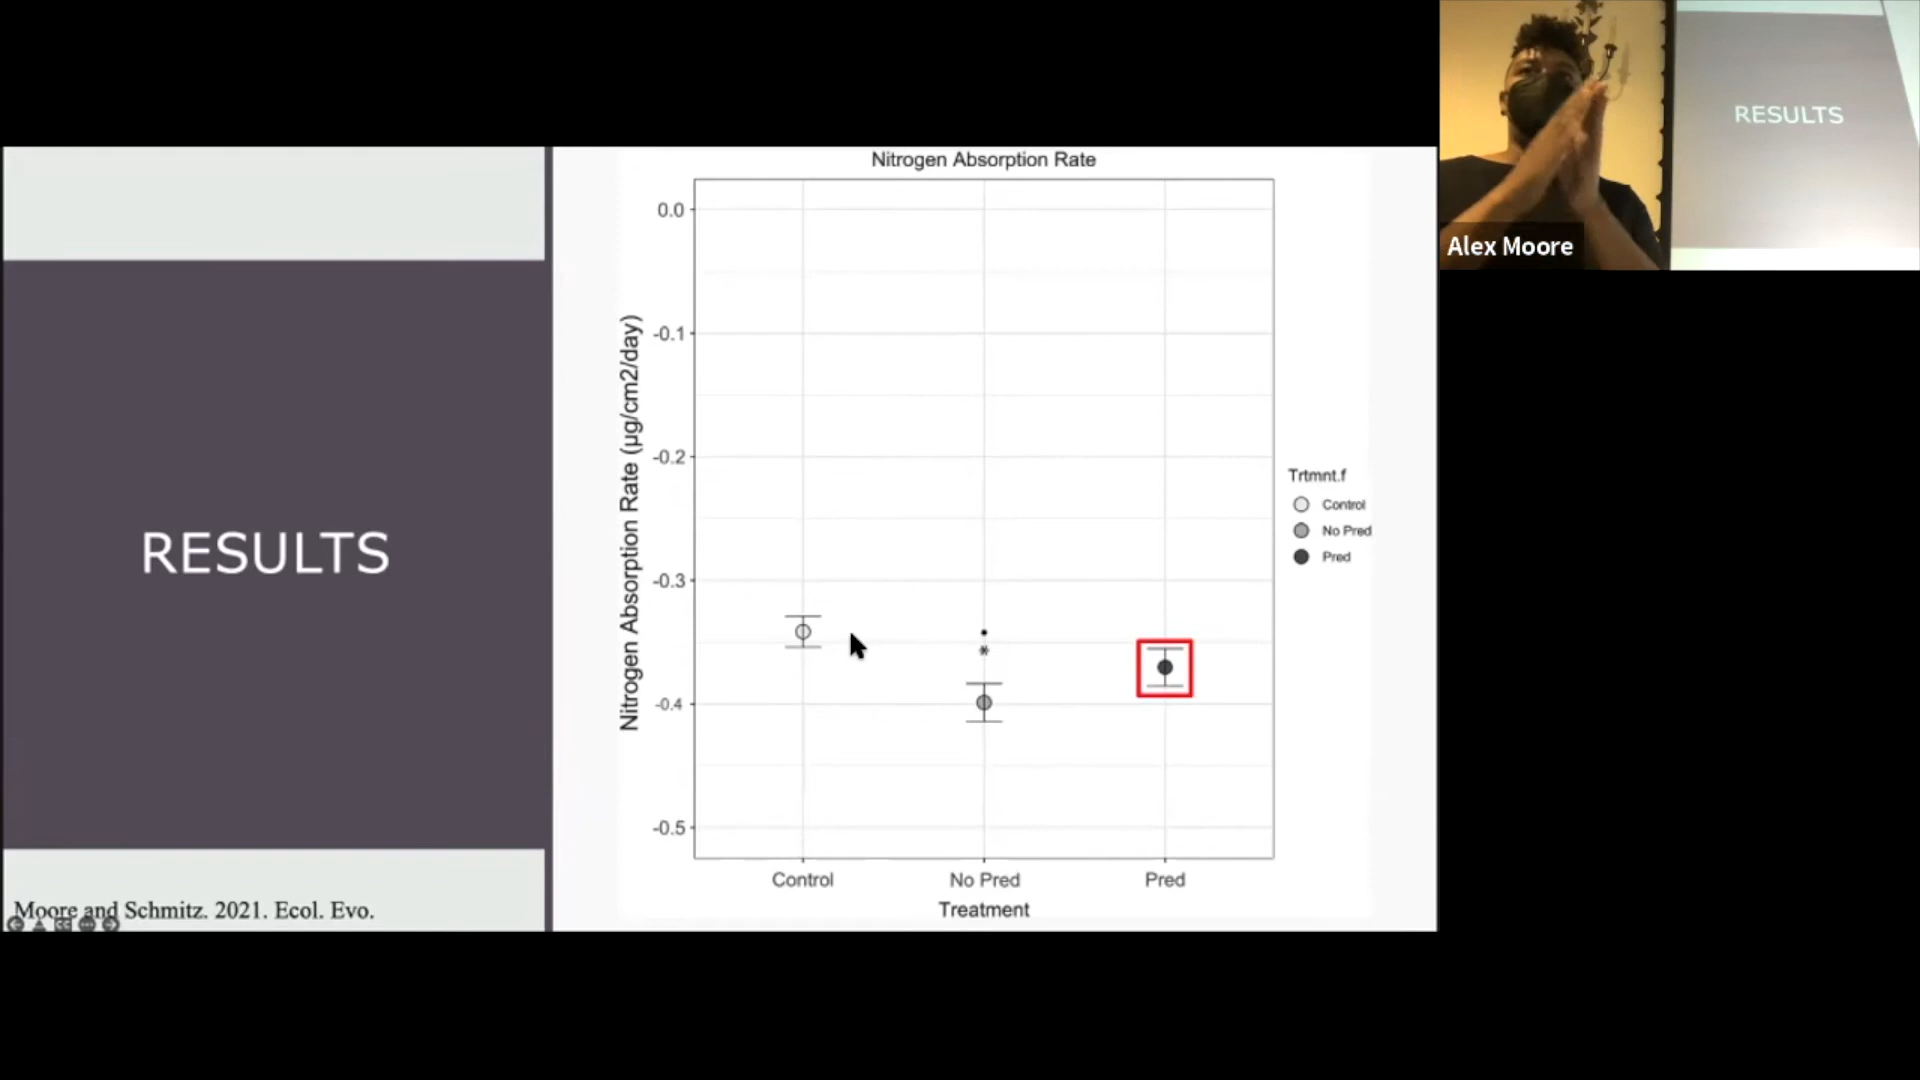 RESULTS
Moore and Schmitz. 2021. Ecol. Evo.
Nitrogen Absorption Rate
Nitrogen Absorption Rate (µg/cm2/day)
0.0
-0.1
-0.2
-0.3
-0.4
-0.5
*
Control
No Pred
Pred
Treatment
Trtmnt.f
Control
No Pred
Pred
RESULTS
Alex Moore